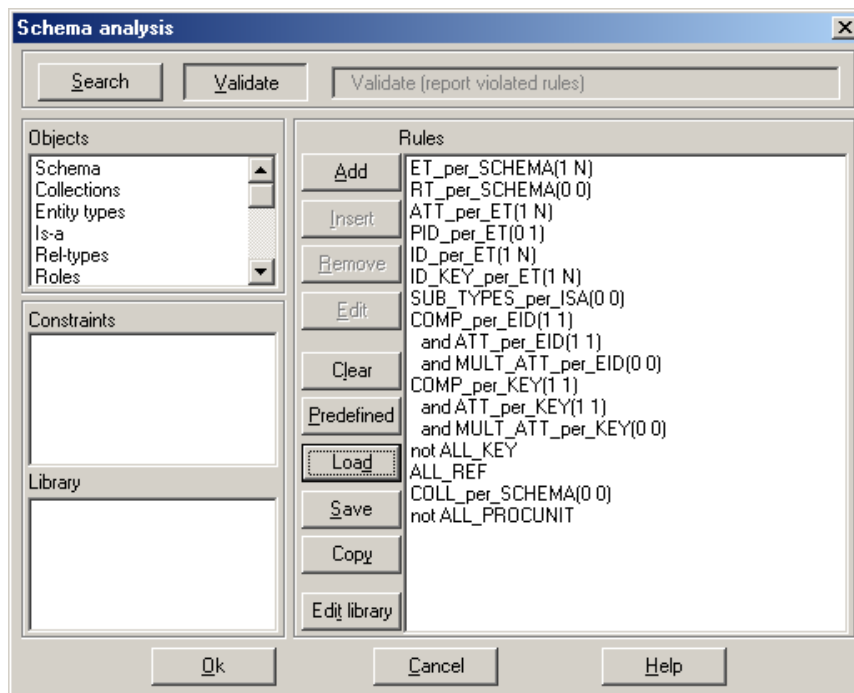 Schema analysis
Search
Validate
Validate (report violated rules)
Objects
Schema
Collections
Entity types
Is-a
Rel-types
Roles
Constraints
Library
Rules
Add
Insert
Remove
Edit
Clear
Predefined
Load
Save
Copy
Edit library
ET_per_SCHEMA(1 N)
RT_per_SCHEMA(0 0)
ATT_per_ET(1 N)
PID_per_ET(0 1)
ID_per_ET(1 N)
ID_KEY_per_ET(1 N)
SUB_TYPES_per_ISA(0 0)
COMP_per_EID(1 1)
and ATT_per_EID(1 1)
and MULT_ATT_per_EID(0 0)
COMP_per_KEY(1 1)
and ATT_per_KEY(1 1)
and MULT_ATT_per_KEY(0 0)
not ALL_KEY
ALL_REF
COLL_per_SCHEMA(0 0)
not ALL_PROCUNIT
Ok
Cancel
Help